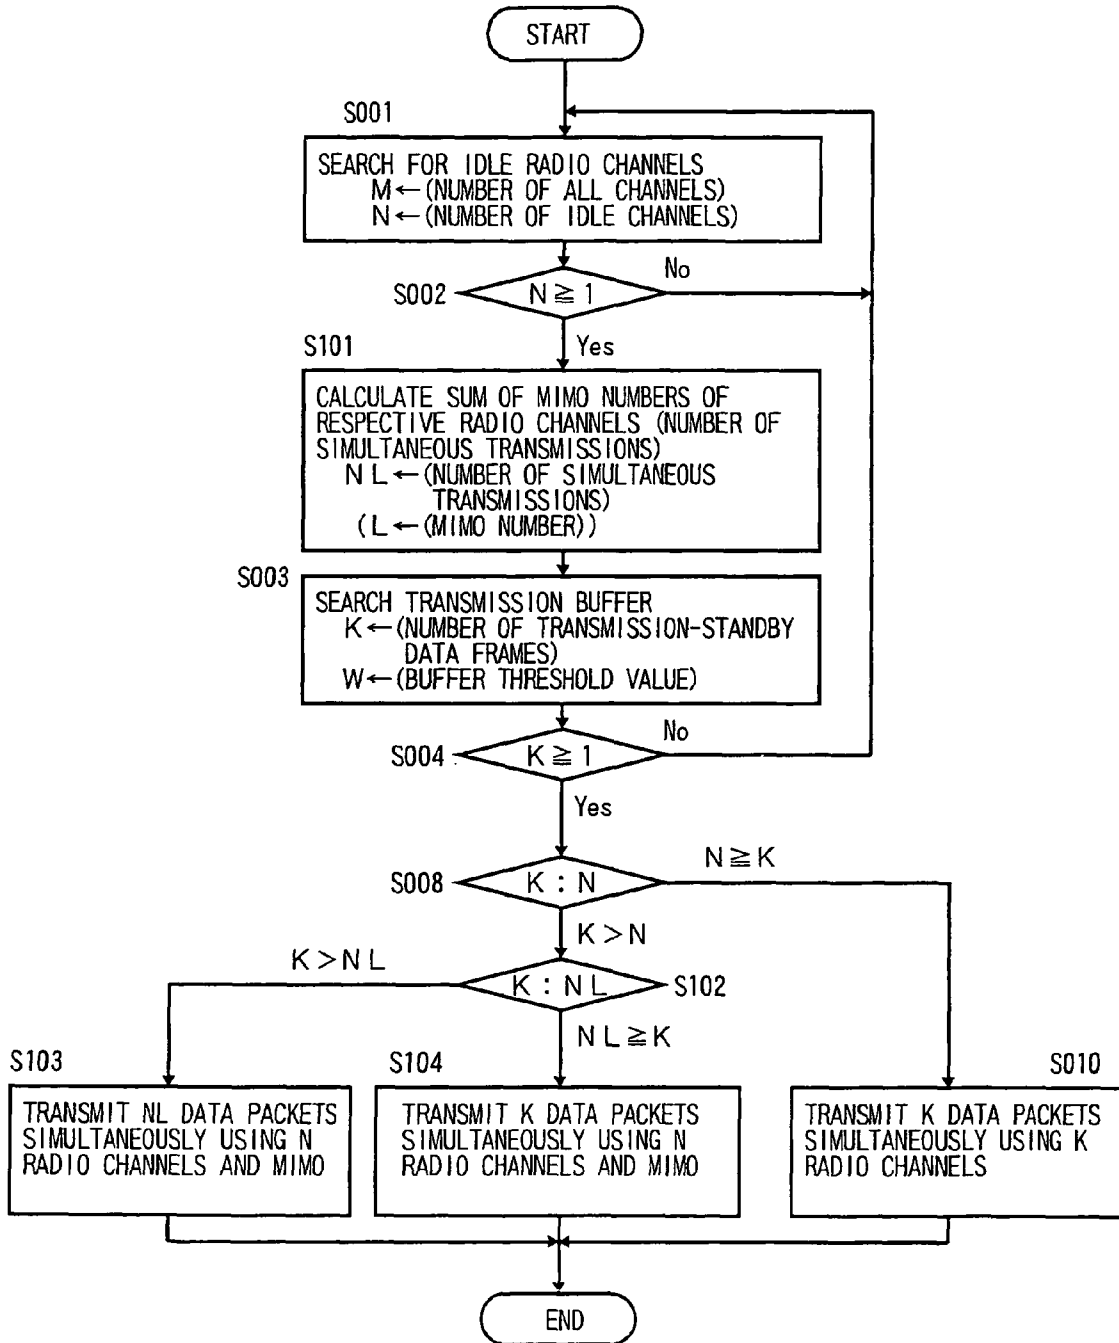 START
S001
SEARCH FOR IDLE RADIO CHANNELS
M←(NUMBER OF ALL CHANNELS)
N←(NUMBER OF IDLE CHANNELS)
No
S002
N≧1
Yes
S101
CALCULATE SUM OF MIMO NUMBERS OF
RESPECTIVE RADIO CHANNELS (NUMBER OF
SIMULTANEOUS TRANSMISSIONS)
NL←(NUMBER OF SIMULTANEOUS
TRANSMISSIONS)
(L←(MIMO NUMBER))
S003
SEARCH TRANSMISSION BUFFER
K←(NUMBER OF TRANSMISSION-STANDBY
DATA FRAMES)
W←(BUFFER THRESHOLD VALUE)
No
S004
K≧1
Yes
N≧K
S008
K:N
K>N
K>NL
K:NL
S102
NL≧K
S103
TRANSMIT NL DATA PACKETS
SIMULTANEOUSLY USING N
RADIO CHANNELS AND MIMO
S104
TRANSMIT K DATA PACKETS
SIMULTANEOUSLY USING N
RADIO CHANNELS AND MIMO
S010
TRANSMIT K DATA PACKETS
SIMULTANEOUSLY USING K
RADIO CHANNELS
END